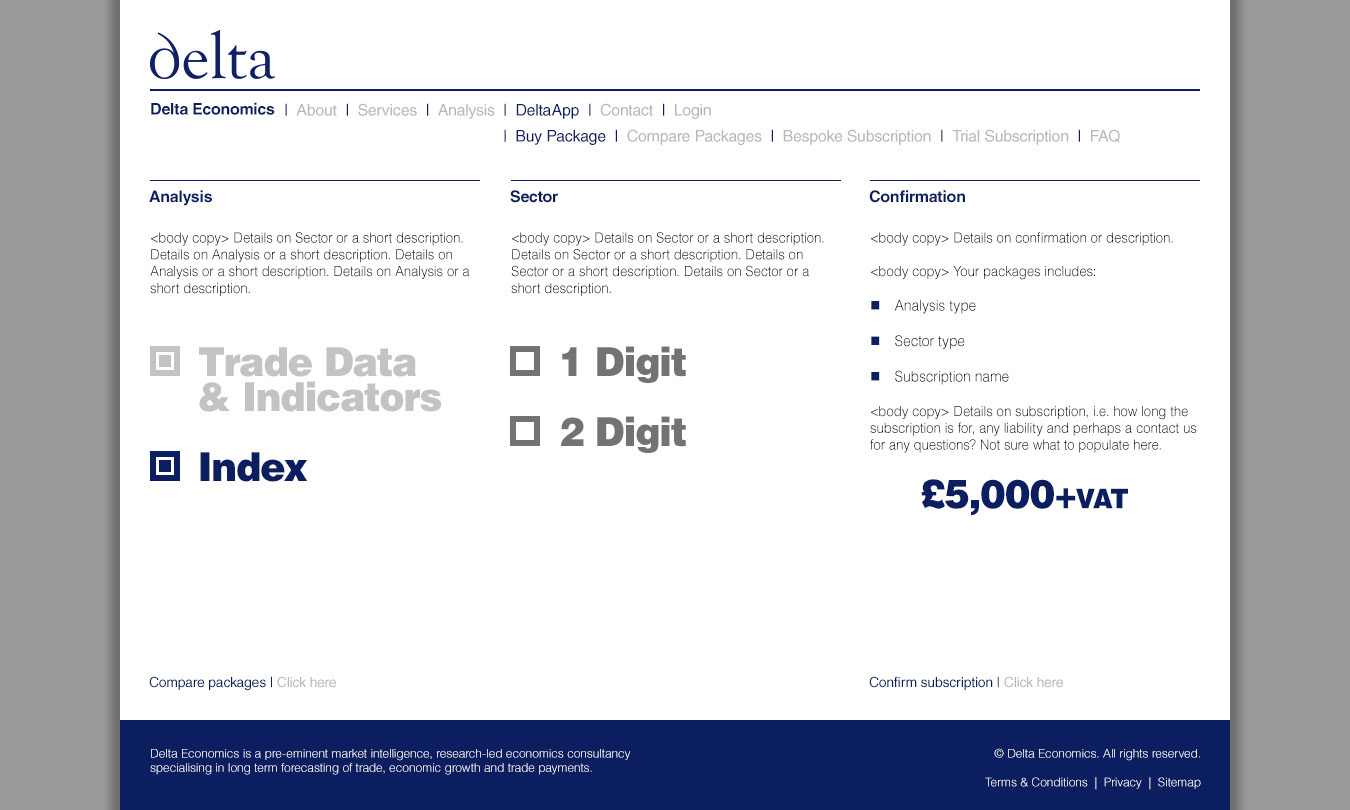 delta
Delta Economics | About | Services | Analysis | DeltaApp | Contact | Login
| Buy Package | Compare Packages | Bespoke Subscription | Trial Subscription | FAQ
Analysis
<body copy> Details on Sector or a short description.
Details on Analysis or a short description. Details on
Analysis or a short description. Details on Analysis or a
short description.
Trade Data
& Indicators
Index
Sector
<body copy> Details on Sector or a short description.
Details on Sector or a short description. Details on
Sector or a short description. Details on Sector or a
short description.
1 Digit
2 Digit
Confirmation
<body copy> Details on confirmation or description.
<body copy> Your packages includes:
Analysis type
Sector type
Subscription name
<body copy> Details on subscription, i.e. how long the
subscription is for, any liability and perhaps a contact us
for any questions? Not sure what to populate here.
£5,000+VAT
Compare packages | Click here
Confirm subscription | Click here
Delta Economics is a pre-eminent market intelligence, research-led economics consultancy
specialising in long term forecasting of trade, economic growth and trade payments.
© Delta Economics. All rights reserved.
Terms & Conditions | Privacy | Sitemap